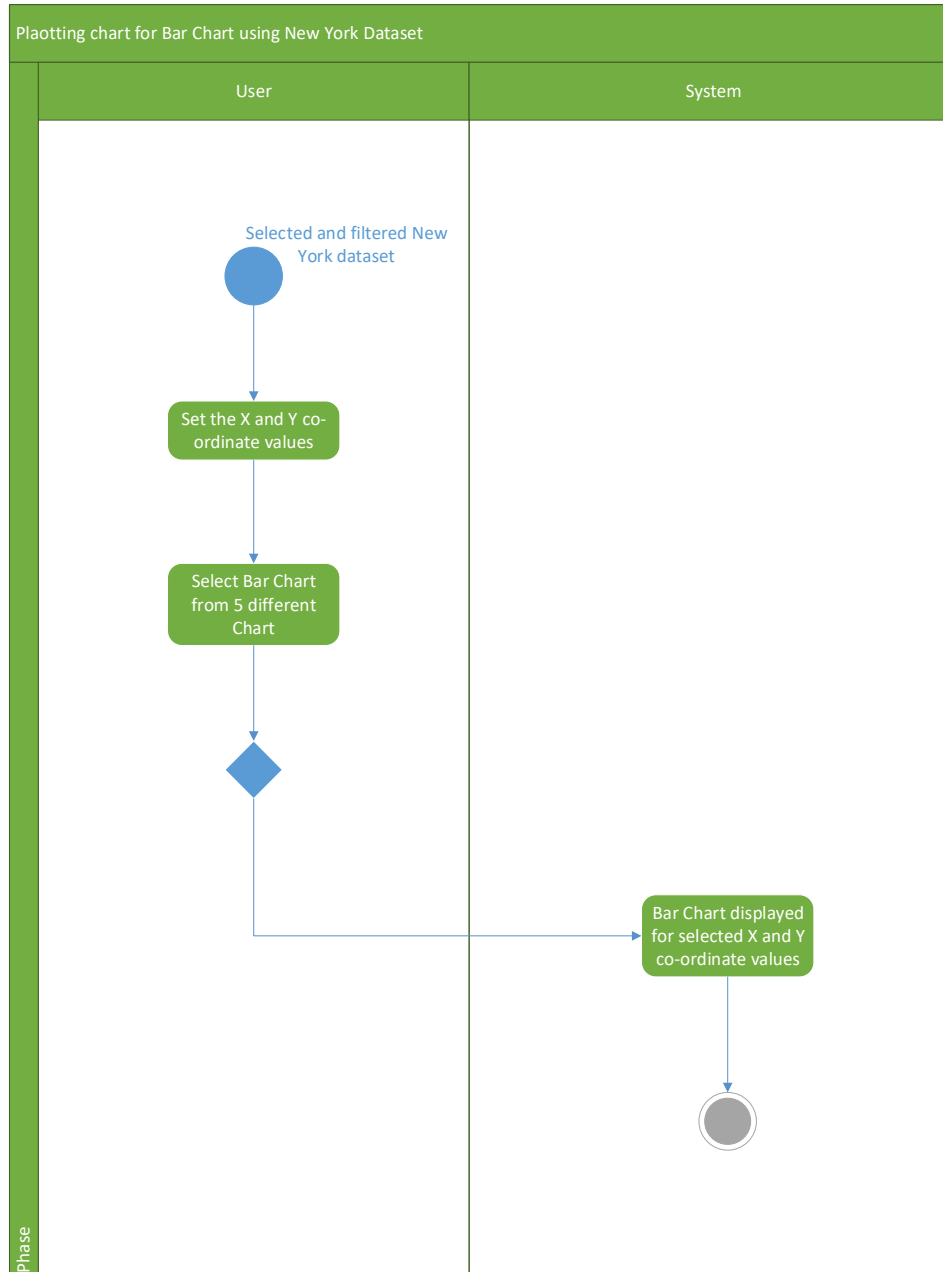 Plaotting chart for Bar Chart using New York Dataset
User
System
Selected and filtered New
York dataset
Set the X and Y co-
ordinate values
Select Bar Chart
from 5 different
Chart
Bar Chart displayed
for selected X and Y
co-ordinate values
Phase